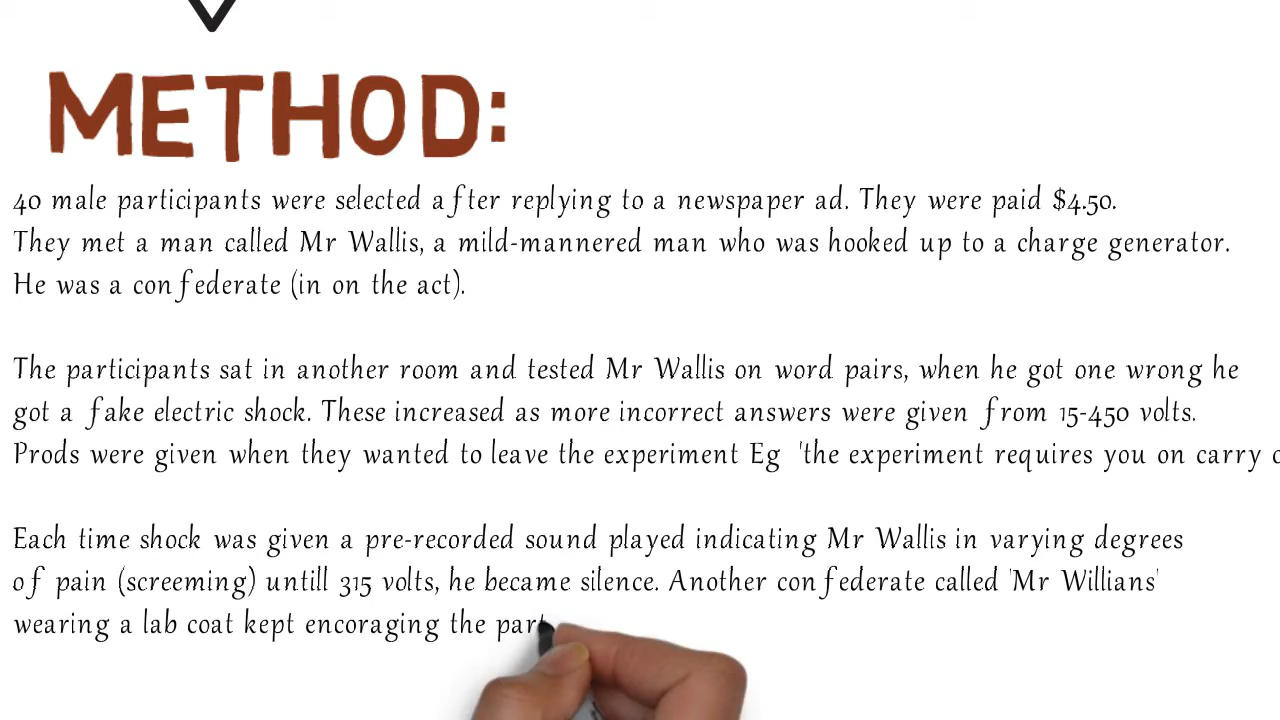 METHOD:
40 male participants were selected after replying to a newspaper ad. They were paid $4.50.
They met a man called Mr Wallis, a mild-mannered man who was hooked up to a charge generator.
He was a confederate (in on the act).
The participants sat in another room and tested Mr Wallis on word pairs, when he got one wrong he
got a fake electric shock. These increased as more incorrect answers were given from 15-450 volts.
Prods were given when they wanted to leave the experiment Eg 'the experiment requires you on carry
Each time shock was given a pre-recorded sound played indicating Mr Wallis in varying degrees
of pain (screeming) untill 315 volts, he became silence. Another confederate called 'Mr Willians'
wearing a lab coat kept encoraging the part